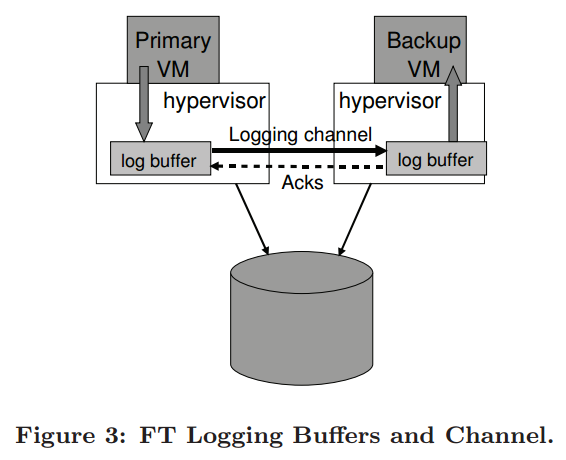 Primary
VM
Backup
VM
hypervisor
hypervisor
Logging channel
log buffer
log buffer
Acks
Figure 3: FT Logging Buffers and Channel.